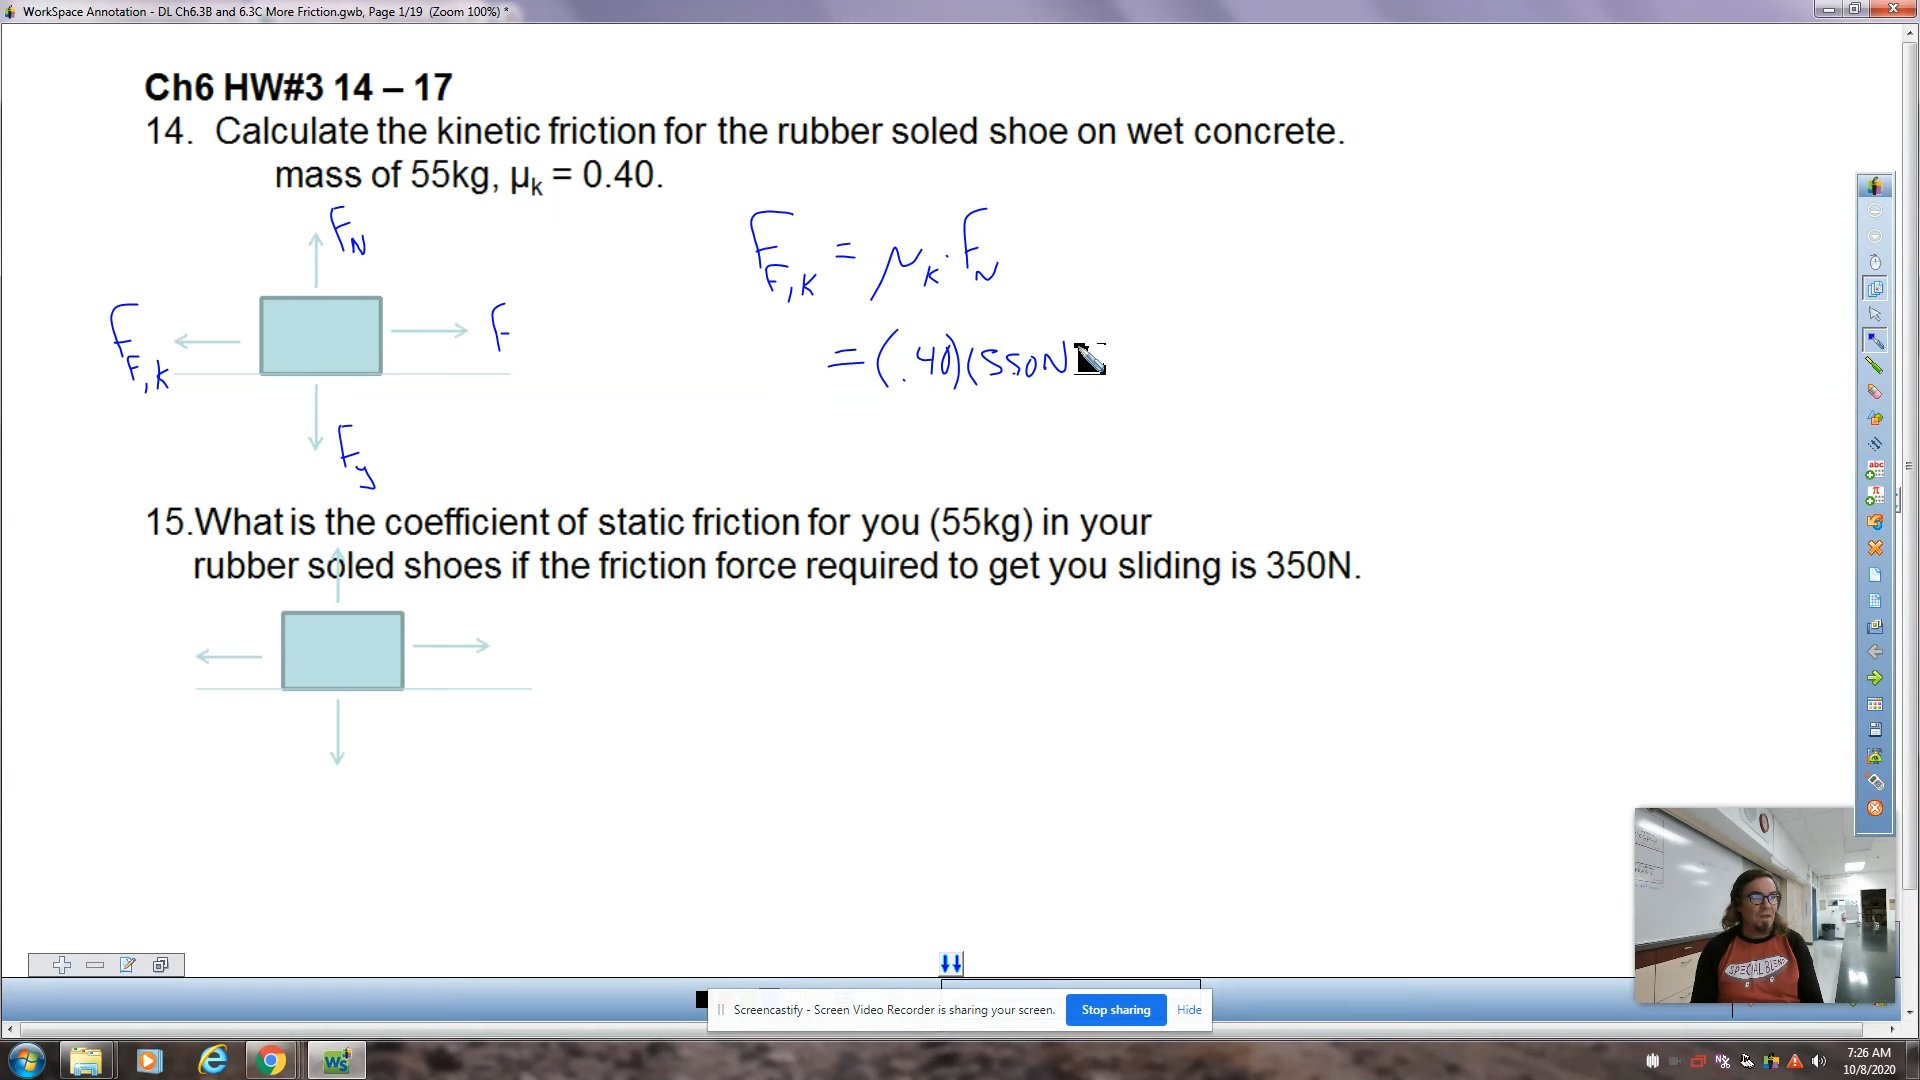 WorkSpace Annotation - DL Ch6.3B and 6.3C More Friction.gwb, Page 1/19 (Zoom 100%) *
Ch6 HW#3 14 – 17
14. Calculate the kinetic friction for the rubber soled shoe on wet concrete.
mass of 55kg, μk = 0.40.
FN
FF,K = μK · FN
FF,K
F
= (.40)(550N
Fg
15.What is the coefficient of static friction for you (55kg) in your
rubber soled shoes if the friction force required to get you sliding is 350N.
abc
π
SPECIAL BLEND
Screencastify - Screen Video Recorder is sharing your screen.
Stop sharing
Hide
WS
7:26 AM
10/8/2020